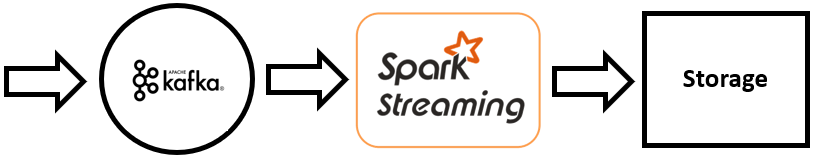 APACHE
kafka®
Spark
Streaming
Storage